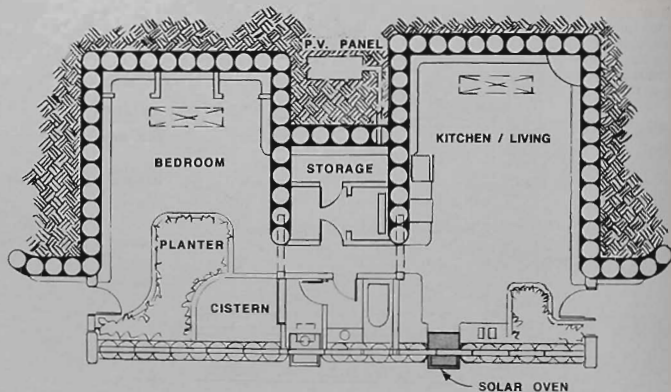 P.V. PANEL
KITCHEN / LIVING
BEDROOM
STORAGE
PLANTER
CISTERN
SOLAR OVEN